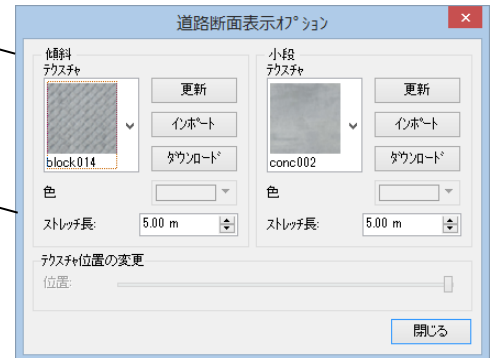 道路断面表示ｵﾌﾟｼｮﾝ
傾斜
ﾃｸｽﾁｬ
block014
更新
ｲﾝﾎﾟｰﾄ
ﾀﾞｳﾝﾛｰﾄﾞ
色
ｽﾄﾚｯﾁ長:
5.00 m
小段
ﾃｸｽﾁｬ
conc002
更新
ｲﾝﾎﾟｰﾄ
ﾀﾞｳﾝﾛｰﾄﾞ
色
ｽﾄﾚｯﾁ長:
5.00 m
ﾃｸｽﾁｬ位置の変更
位置:
閉じる